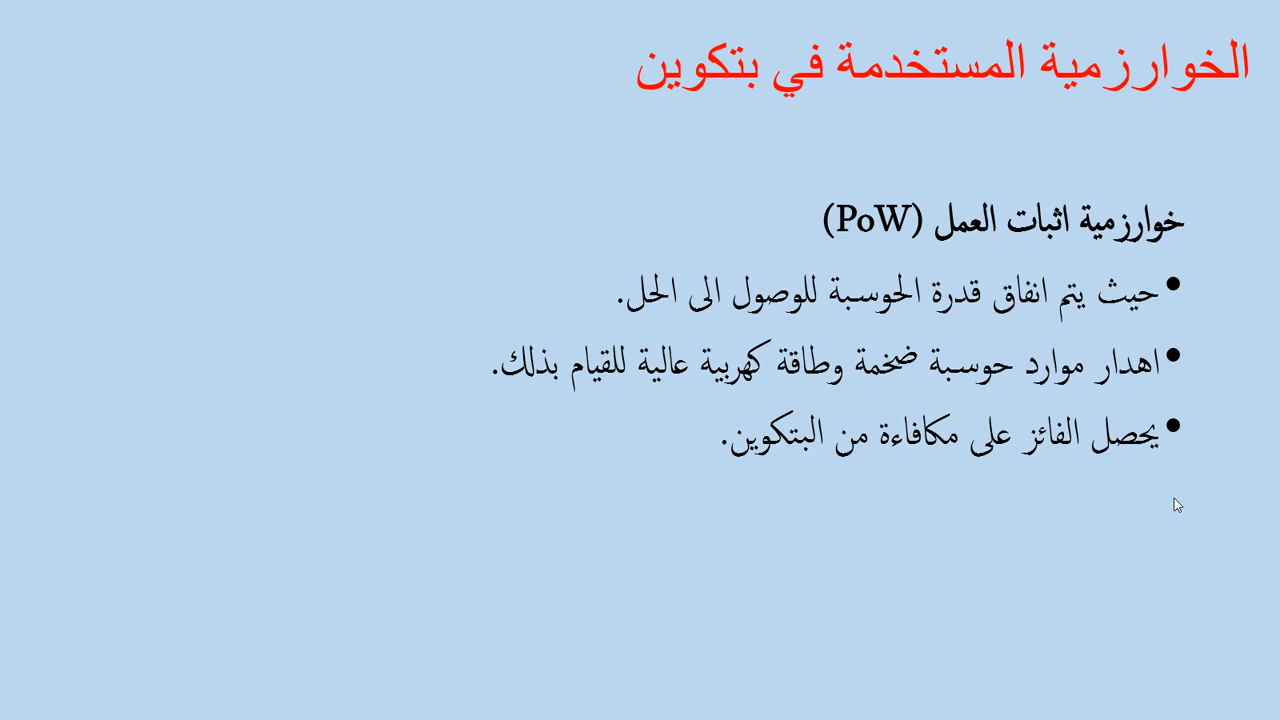 الخوارزمية المستخدمة في بتكوين
خوارزمية اثبات العمل (PoW)
• حيث يتم انفاق قدرة الحوسبة للوصول الى الحل.
• اهدار موارد حوسبة ضخمة وطاقة كهربية عالية للقيام بذلك.
• يحصل الفائز على مكافاءة من البتكوين.